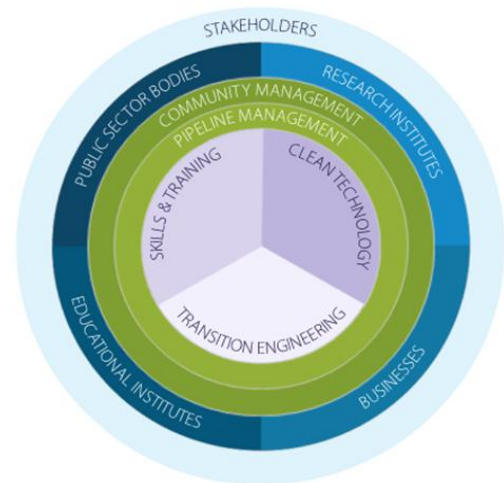 STAKEHOLDERS
PUBLIC SECTOR BODIES
RESEARCH INSTITUTES
COMMUNITY MANAGEMENT
PIPELINE MANAGEMENT
SKILLS & TRAINING
CLEAN TECHNOLOGY
TRANSITION ENGINEERING
EDUCATIONAL INSTITUTES
BUSINESSES